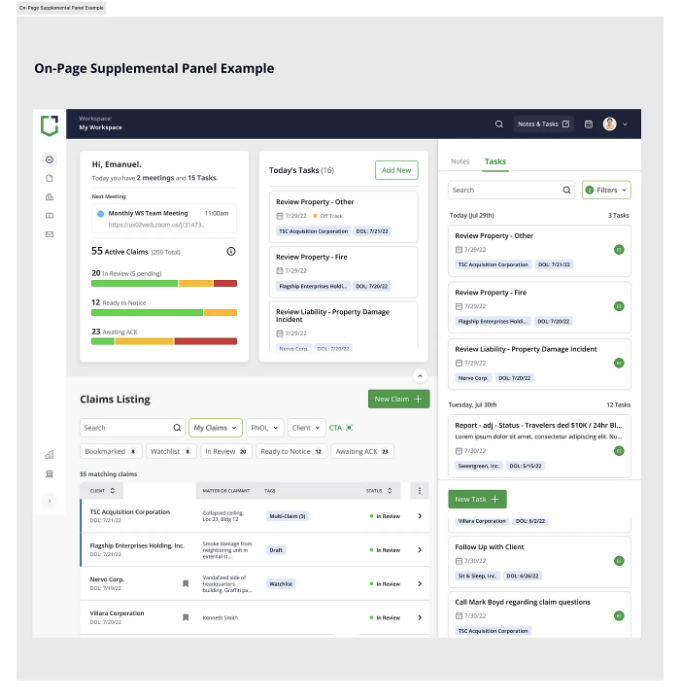 On-Page Supplemental Panel Example
On-Page Supplemental Panel Example
Workspace:
My Workspace
Notes & Tasks
Hi, Emanuel.
Today you have 2 meetings and 15 Tasks.
Next Meeting:
Monthly WS Team Meeting 11:00am
https://us02web.zoom.us/j/31473..
55 Active Claims (209 Total)
20 In Review (5 pending)
12 Ready to Notice
23 Awating ACK
Today's Tasks (16)
Add New
Review Property - Other
7/29/22 Off Track
TSC Acquisition Corporation DOL: 7/21/22
Review Property - Fire
7/29/22
Flagship Enterprises Holdi... DOL: 7/20/22
Review Liability - Property Damage
Incident
7/29/22
Nervo Corp. DOL: 7/20/22
Claims Listing
New Claim +
Search
My Claims
FNOL
Client
CTA
Bookmarked 8
Watchlist 8
In Review 20
Ready to Notice 12
Awaiting ACK 23
55 matching claims
CLIENT MATTER OR CLAIMANT TAGS STATUS
TSC Acquisition Corporation
DOL: 7/21/22
Collapsed ceiling,
Loc 23, Bldg 12
Multi-Claim (3)
In Review
Flagship Enterprises Holding, Inc.
DOL: 7/20/22
Smoke damage from
neighboring unit in
external st...
Draft
In Review
Nervo Corp.
DOL: 7/19/22
Vandalized side of
headquarters
building. Graffiti pa...
Watchlist
In Review
Villara Corporation
DOL: 6/2/22
Kenneth Smith
In Review
Notes Tasks
Search
Filters
Today (Jul 29th) 3 Tasks
Review Property - Other
7/29/22
TSC Acquisition Corporation DOL: 7/21/22
Review Property - Fire
7/29/22
Flagship Enterprises Holdi... DOL: 7/20/22
Review Liability - Property Damage Incident
7/29/22
Nervo Corp. DOL: 7/20/22
Tuesday, Jul 30th 12 Tasks
Report - adj - Status - Travelers ded $10K / 24hr Bl...
Lorem ipsum dolor sit amet, consectetur adipiscing elit. Nu...
7/30/22
Sweetgreen, Inc. DOL: 5/15/22
New Task +
Villara Corporation DOL: 6/2/22
Follow Up with Client
7/30/22
Sit & Sleep, Inc. DOL: 6/26/22
Call Mark Boyd regarding claim questions
7/30/22
TSC Acquisition Corporation